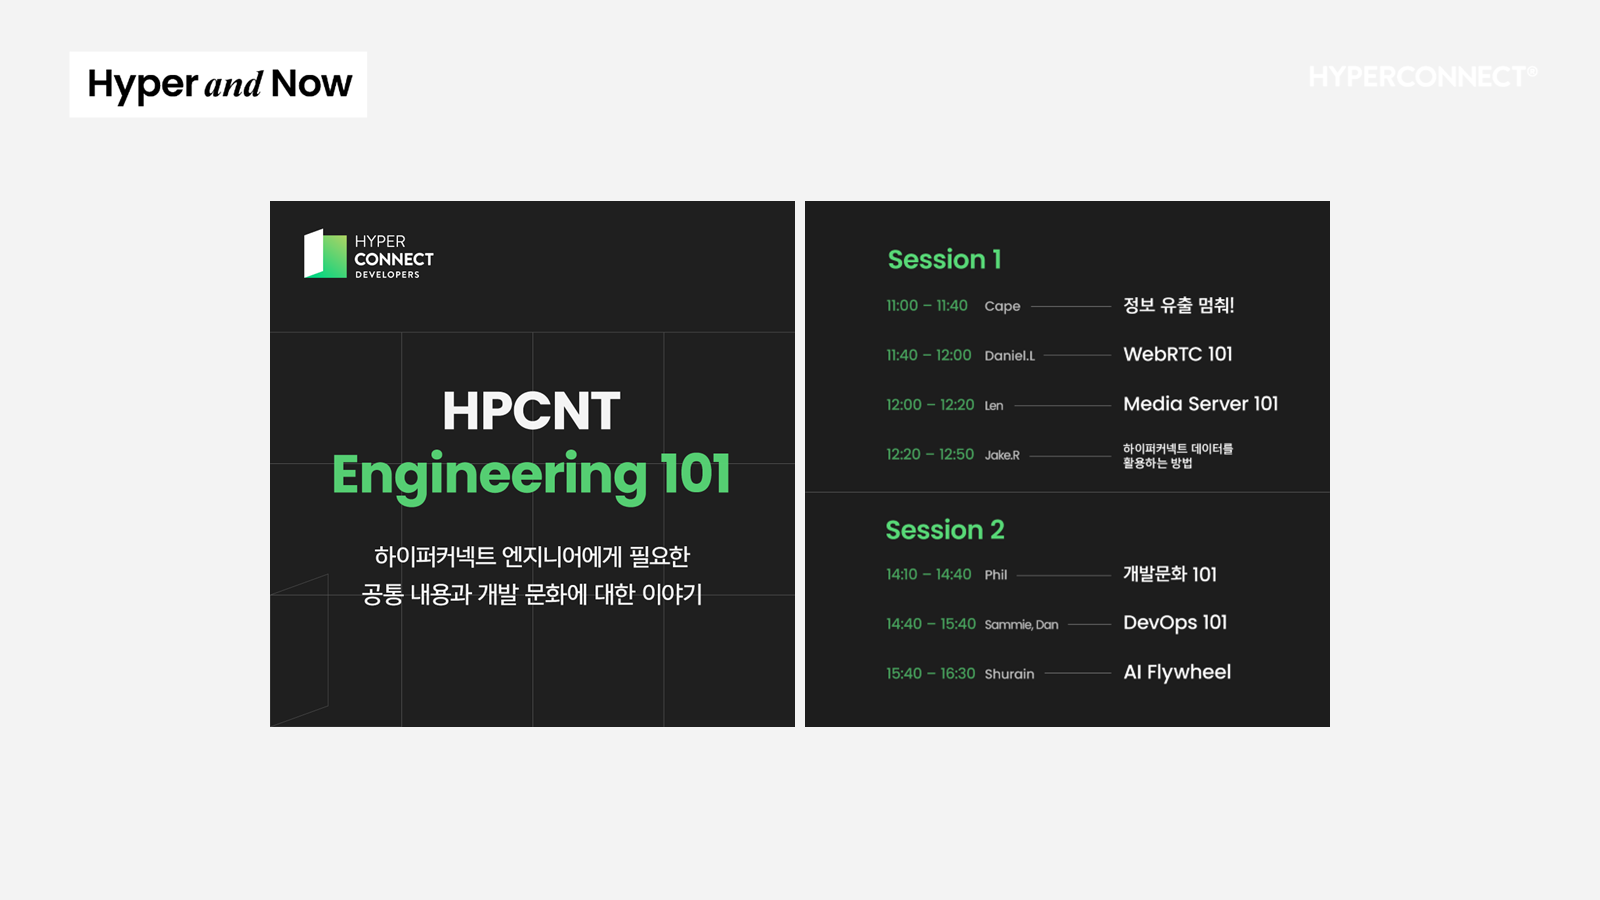 Hyper and Now
HYPERCONNECT®
HYPER
CONNECT
DEVELOPERS
HPCNT
Engineering 101
하이퍼커넥트 엔지니어에게 필요한
공통 내용과 개발 문화에 대한 이야기
Session 1
11:00 – 11:40 Cape 정보 유출 멈춰!
11:40 – 12:00 Daniel.L WebRTC 101
12:00 – 12:20 Len Media Server 101
12:20 – 12:50 Jake.R 하이퍼커넥트 데이터를
활용하는 방법
Session 2
14:10 – 14:40 Phil 개발문화 101
14:40 – 15:40 Sammie, Dan DevOps 101
15:40 – 16:30 Shurain AI Flywheel